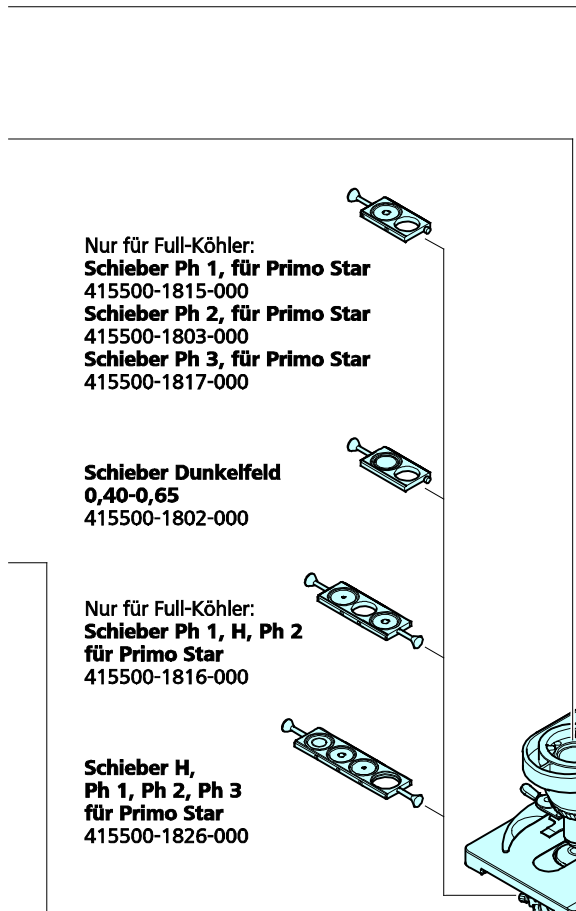 Nur für Full-Köhler:
Schieber Ph 1, für Primo Star
415500-1815-000
Schieber Ph 2, für Primo Star
415500-1803-000
Schieber Ph 3, für Primo Star
415500-1817-000
Schieber Dunkelfeld
0,40-0,65
415500-1802-000
Nur für Full-Köhler:
Schieber Ph 1, H, Ph 2
für Primo Star
415500-1816-000
Schieber H,
Ph 1, Ph 2, Ph 3
für Primo Star
415500-1826-000